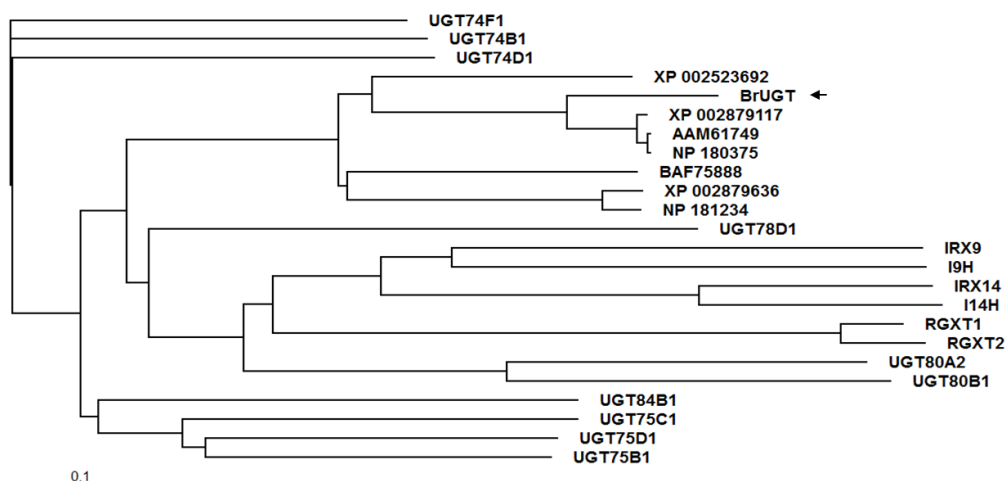 UGT74F1
UGT74B1
UGT74D1
XP 002523692
BrUGT
XP 002879117
AAM61749
NP 180375
BAF75888
XP 002879636
NP 181234
UGT78D1
IRX9
I9H
IRX14
I14H
RGXT1
RGXT2
UGT80A2
UGT80B1
UGT84B1
UGT75C1
UGT75D1
UGT75B1
0.1